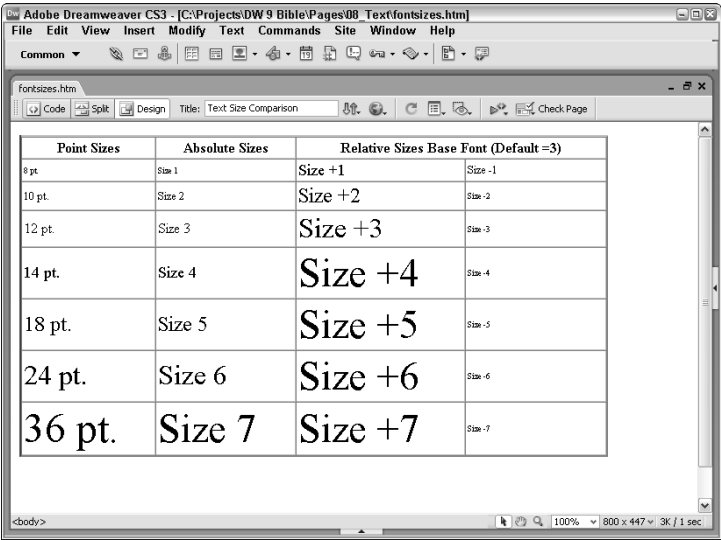 Adobe Dreamweaver CS3 - [C:\Projects\DW 9 Bible\Pages\08_Text\fontsizes.htm]
File Edit View Insert Modify Text Commands Site Window Help
Common
fontsizes.htm
Code Split Design Title: Text Size Comparison Check Page
Point Sizes Absolute Sizes Relative Sizes Base Font (Default =3)
8 pt. Size 1 Size +1 Size -1
10 pt. Size 2 Size +2 Size -2
12 pt. Size 3 Size +3 Size -3
14 pt. Size 4 Size +4 Size -4
18 pt. Size 5 Size +5 Size -5
24 pt. Size 6 Size +6 Size -6
36 pt. Size 7 Size +7 Size -7
<body> 100% 800 x 447 3K / 1 sec